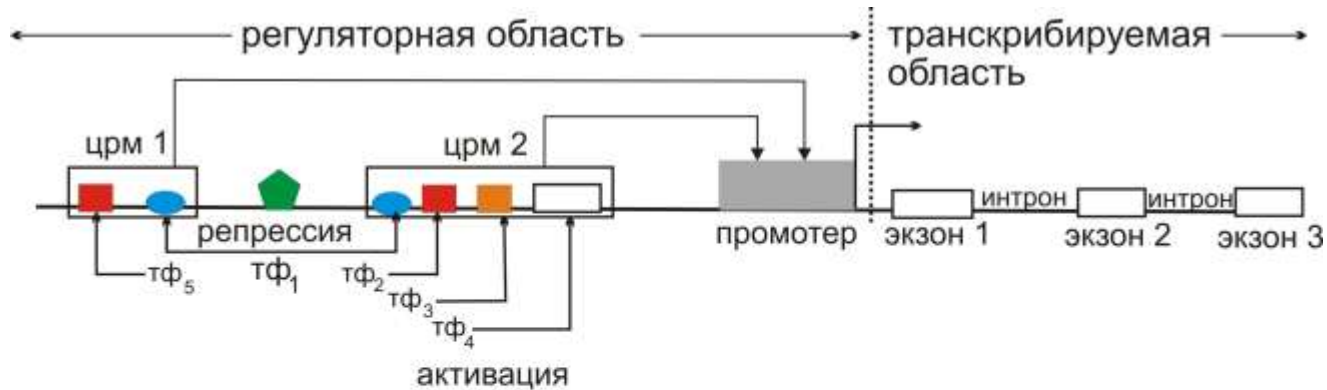 регуляторная область
транскрибируемая
область
црм 1
црм 2
репрессия
промотер
экзон 1
интрон
экзон 2
интрон
экзон 3
тф5
тф1
тф2
тф3
тф4
активация